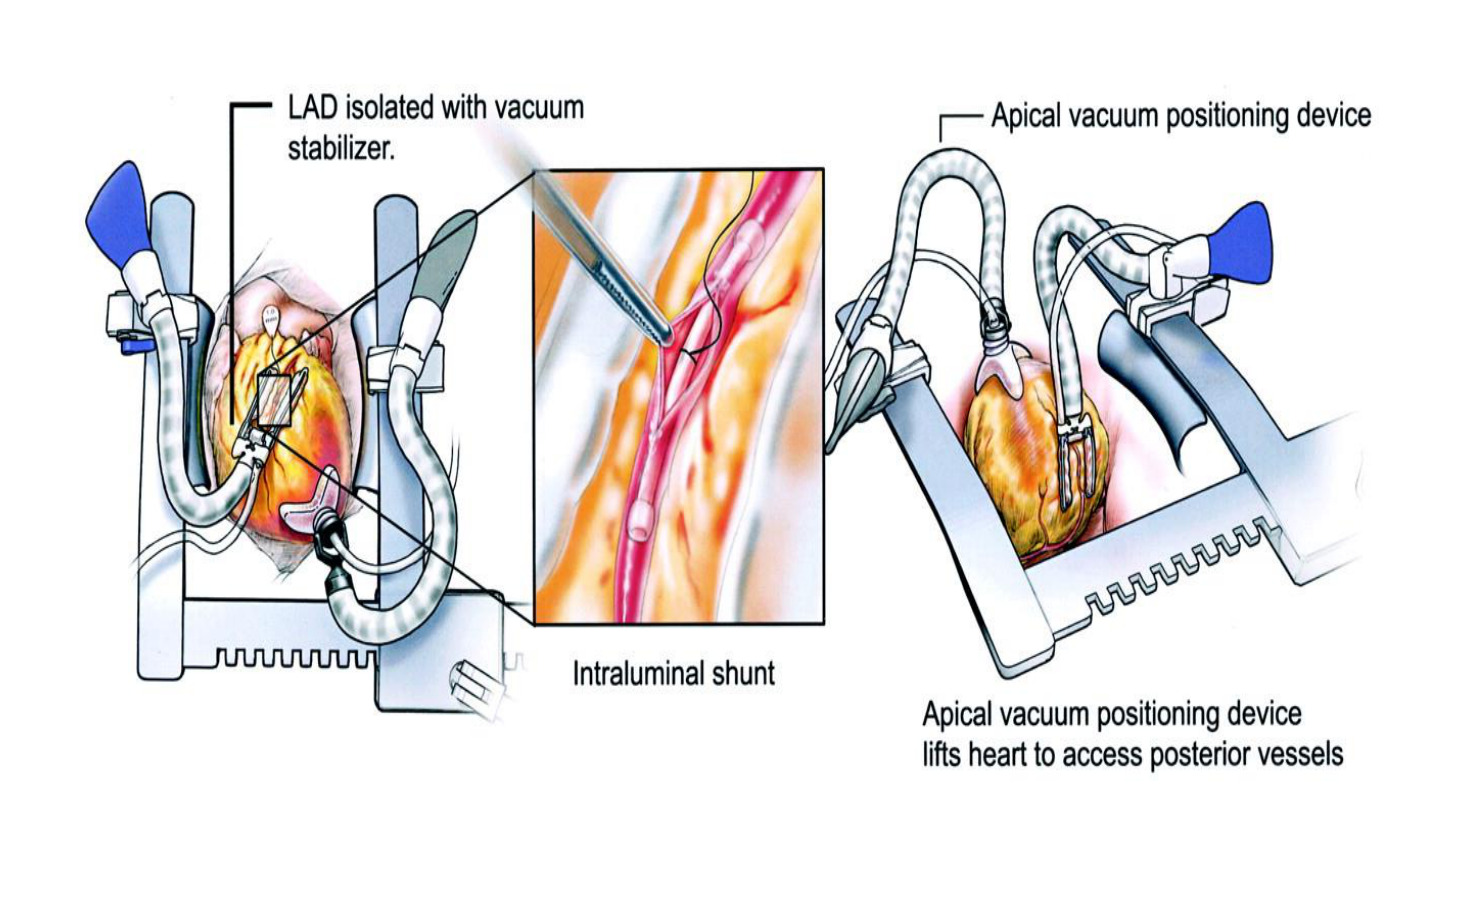 LAD isolated with vacuum
stabilizer.
Apical vacuum positioning device
Intraluminal shunt
Apical vacuum positioning device
lifts heart to access posterior vessels